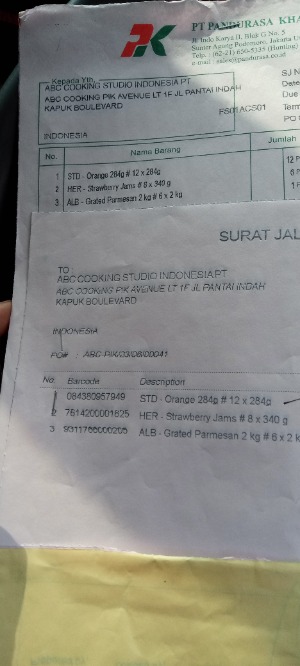 PK
PT PANDURASA KHA
Jl. Indo Karya II, Blok G No. 5
Sunter Agung Podomoro, Jakarta U
Telp. : (62-21) 650-5335 (Hunting
e-mail : sales@pandurasa.co.id
Kepada Yth,
ABC COOKING STUDIO INDONESIA PT
ABC COOKING PIK AVENUE LT 1F JL PANTAI INDAH
KAPUK BOULEVARD
FS01ACS01
INDONESIA
SJ N
Date
Due
Term
PO
No. Nama Barang Jumlah
1 STD - Orange 284g # 12 x 284g 12 P
2 HER - Strawberry Jams # 8 x 340 g 6 P
3 ALB - Grated Parmesan 2 kg # 6 x 2 kg 1 P
SURAT JAL
TO
ABC COOKING STUDIO INDONESIA PT
ABC COOKING PIK AVENUE LT 1F JL PANTAI INDAH
KAPUK BOULEVARD
INDONESIA
PO# : ABC-PIK/03/08/00041
No. Barcode Description
1 084380957949 STD - Orange 284g # 12 x 284g
2 7614200001825 HER - Strawberry Jams # 8 x 340 g
3 9311766000205 ALB - Grated Parmesan 2 kg # 6 x 2 k